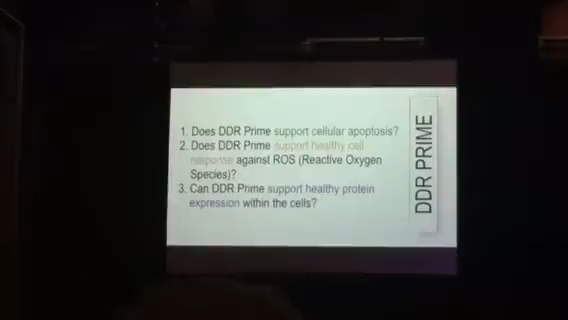 1. Does DDR Prime support cellular apoptosis?
2. Does DDR Prime support healthy cell
response against ROS (Reactive Oxygen
Species)?
3. Can DDR Prime support healthy protein
expression within the cells?
DDR PRIME